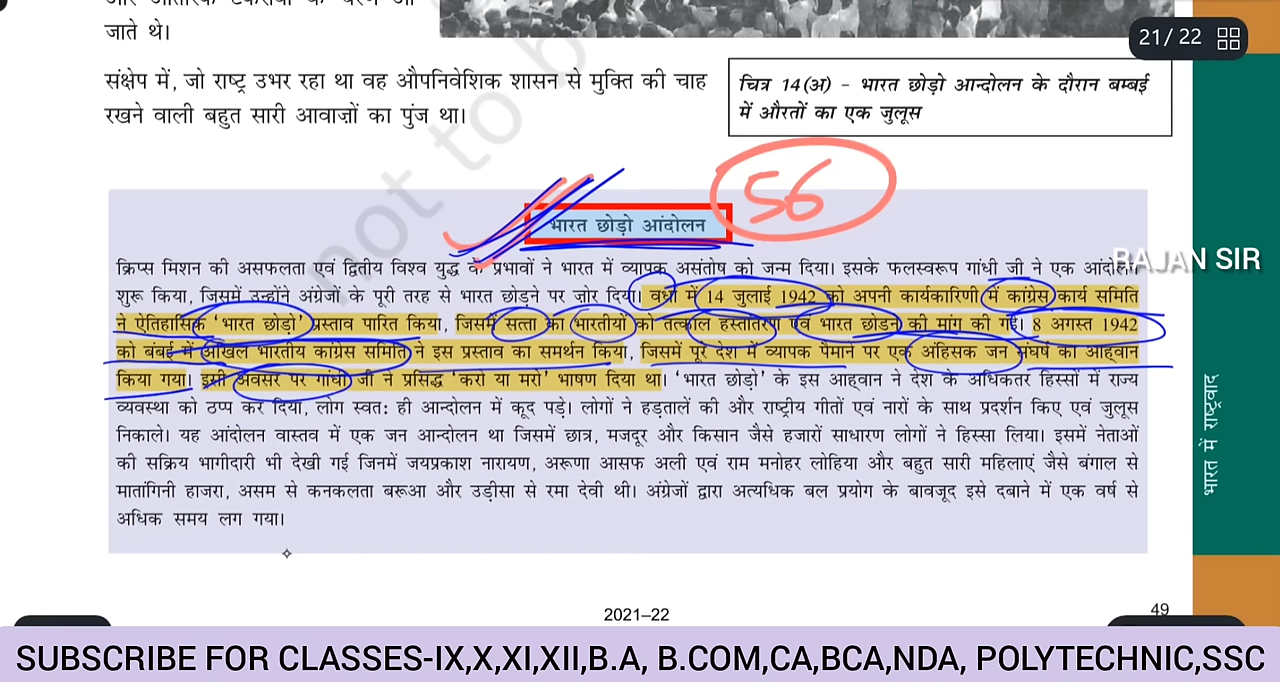 जाते थे।
21 / 22
संक्षेप में, जो राष्ट्र उभर रहा था वह औपनिवेशिक शासन से मुक्ति की चाह
रखने वाली बहुत सारी आवाज़ों का पुंज था।
चित्र 14(अ) – भारत छोड़ो आन्दोलन के दौरान बम्बई
में औरतों का एक जुलूस
not to b
56
भारत छोड़ो आंदोलन
RAJAN SIR
क्रिप्स मिशन की असफलता एवं द्वितीय विश्व युद्ध के प्रभावों ने भारत में व्यापक असंतोष को जन्म दिया। इसके फलस्वरूप गांधी जी ने एक आंदोलन
शुरू किया, जिसमें उन्होंने अंग्रेजों के पूरी तरह से भारत छोड़ने पर ज़ोर दिया। वर्धा में 14 जुलाई 1942 को अपनी कार्यकारिणी में कांग्रेस कार्य समिति
ने ऐतिहासिक ‘भारत छोड़ो’ प्रस्ताव पारित किया, जिसमें सत्ता का भारतीयों को तत्काल हस्तांतरण एवं भारत छोड़ने की मांग की गई। 8 अगस्त 1942
को बंबई में अखिल भारतीय कांग्रेस समिति ने इस प्रस्ताव का समर्थन किया, जिसमें पूरे देश में व्यापक पैमाने पर एक अहिंसक जन संघर्ष का आह्वान
किया गया। इसी अवसर पर गांधी जी ने प्रसिद्ध ‘करो या मरो’ भाषण दिया था। ‘भारत छोड़ो’ के इस आह्वान ने देश के अधिकतर हिस्सों में राज्य
व्यवस्था को ठप्प कर दिया, लोग स्वतः ही आन्दोलन में कूद पड़े। लोगों ने हड़तालें की और राष्ट्रीय गीतों एवं नारों के साथ प्रदर्शन किए एवं जुलूस
निकाले। यह आंदोलन वास्तव में एक जन आन्दोलन था जिसमें छात्र, मजदूर और किसान जैसे हजारों साधारण लोगों ने हिस्सा लिया। इसमें नेताओं
की सक्रिय भागीदारी भी देखी गई जिनमें जयप्रकाश नारायण, अरूणा आसफ अली एवं राम मनोहर लोहिया और बहुत सारी महिलाएं जैसे बंगाल से
मातांगिनी हाजरा, असम से कनकलता बरूआ और उड़ीसा से रमा देवी थी। अंग्रेजों द्वारा अत्यधिक बल प्रयोग के बावजूद इसे दबाने में एक वर्ष से
अधिक समय लग गया।
भारत में राष्ट्रवाद
2021–22
49
SUBSCRIBE FOR CLASSES-IX,X,XI,XII,B.A, B.COM,CA,BCA,NDA, POLYTECHNIC,SSC